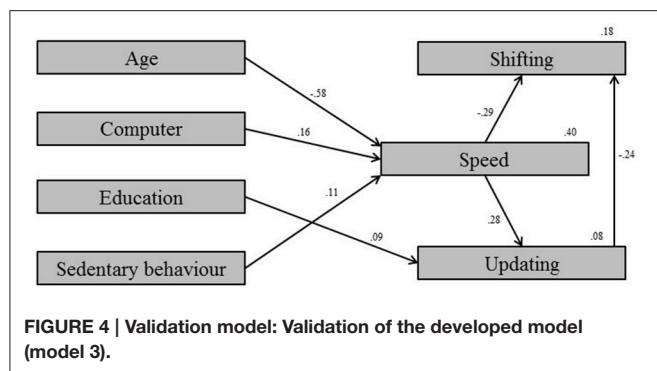 .18
Age
Shifting
-.58
-.29
Computer
.16
.40
Speed
-.24
Education
.11
.28
.09
.08
Sedentary behaviour
Updating
FIGURE 4 | Validation model: Validation of the developed model
(model 3).